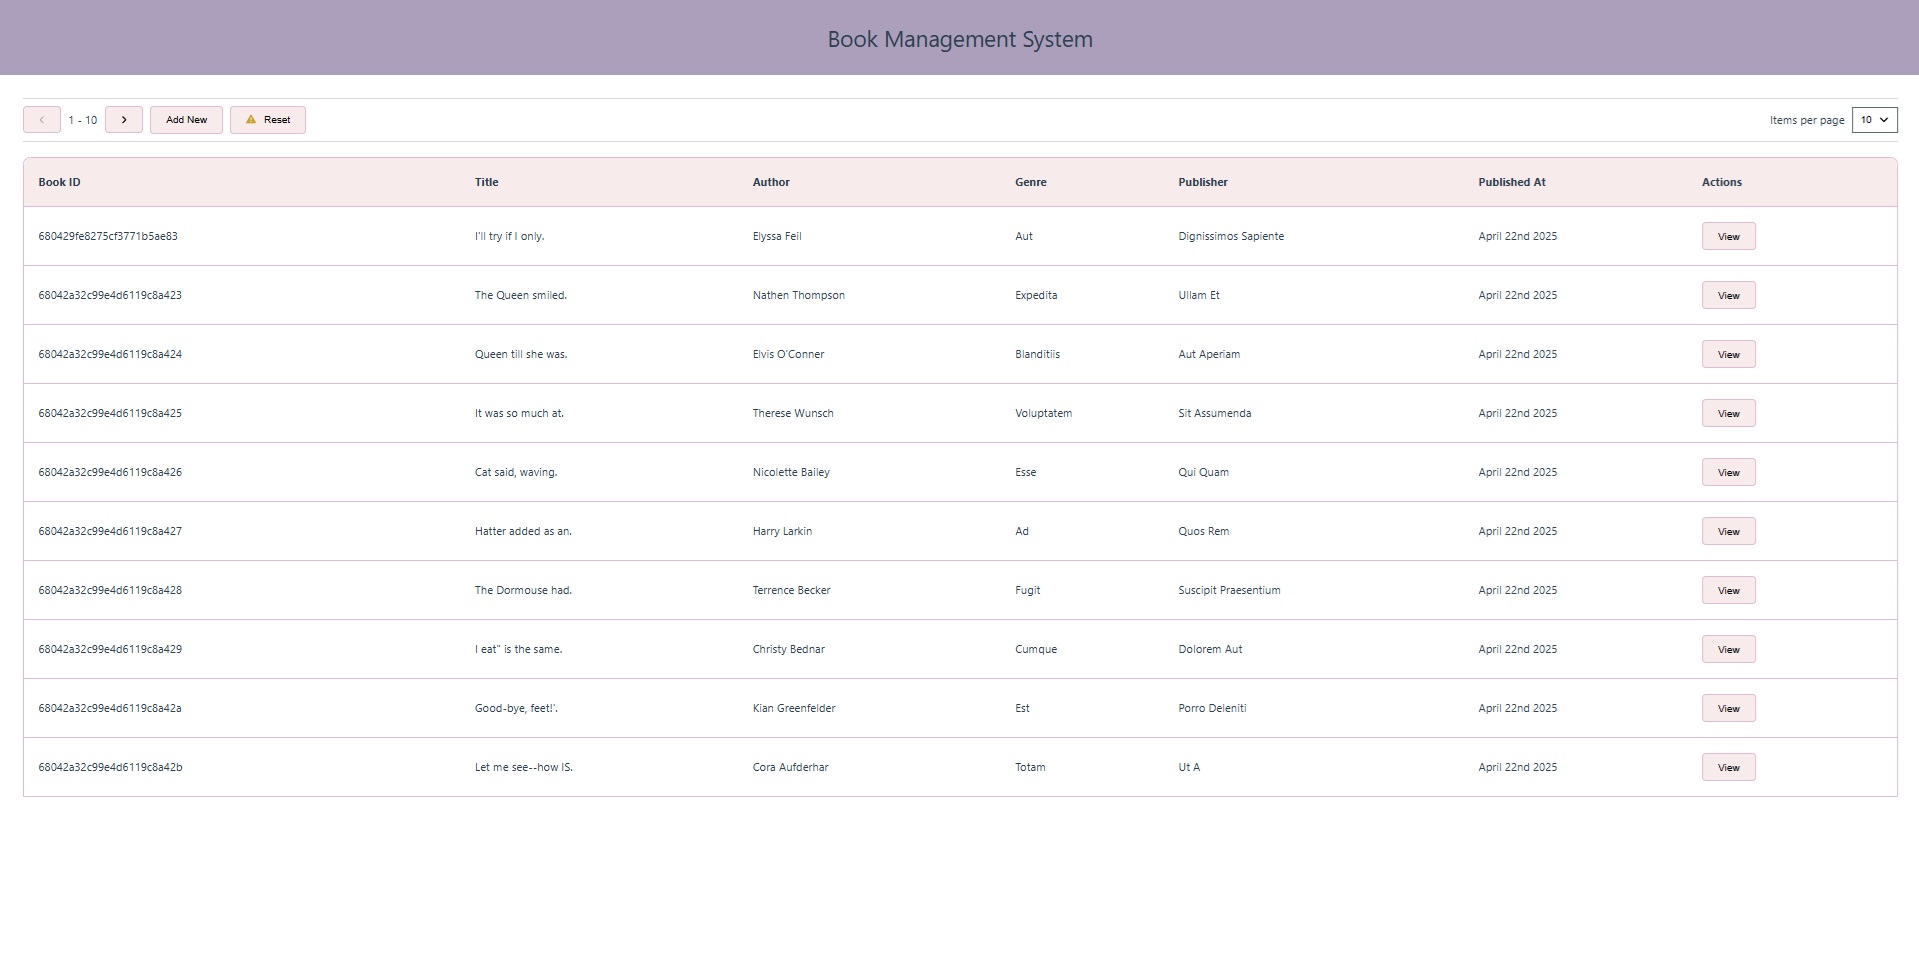 Book Management System
1 - 10 Add New Reset Items per page 10
Book ID Title Author Genre Publisher Published At Actions
680429fe8275cf3771b5ae83 I'll try if I only. Elyssa Feil Aut Dignissimos Sapiente April 22nd 2025 View
68042a32c99e4d6119c8a423 The Queen smiled. Nathen Thompson Expedita Ullam Et April 22nd 2025 View
68042a32c99e4d6119c8a424 Queen till she was. Elvis O'Conner Blanditiis Aut Aperiam April 22nd 2025 View
68042a32c99e4d6119c8a425 It was so much at. Therese Wunsch Voluptatem Sit Assumenda April 22nd 2025 View
68042a32c99e4d6119c8a426 Cat said, waving. Nicolette Bailey Esse Qui Quam April 22nd 2025 View
68042a32c99e4d6119c8a427 Hatter added as an. Harry Larkin Ad Quos Rem April 22nd 2025 View
68042a32c99e4d6119c8a428 The Dormouse had. Terrence Becker Fugit Suscipit Praesentium April 22nd 2025 View
68042a32c99e4d6119c8a429 I eat" is the same. Christy Bednar Cumque Dolorem Aut April 22nd 2025 View
68042a32c99e4d6119c8a42a Good-bye, feet!'. Kian Greenfelder Est Porro Deleniti April 22nd 2025 View
68042a32c99e4d6119c8a42b Let me see--how IS. Cora Aufderhar Totam Ut A April 22nd 2025 View